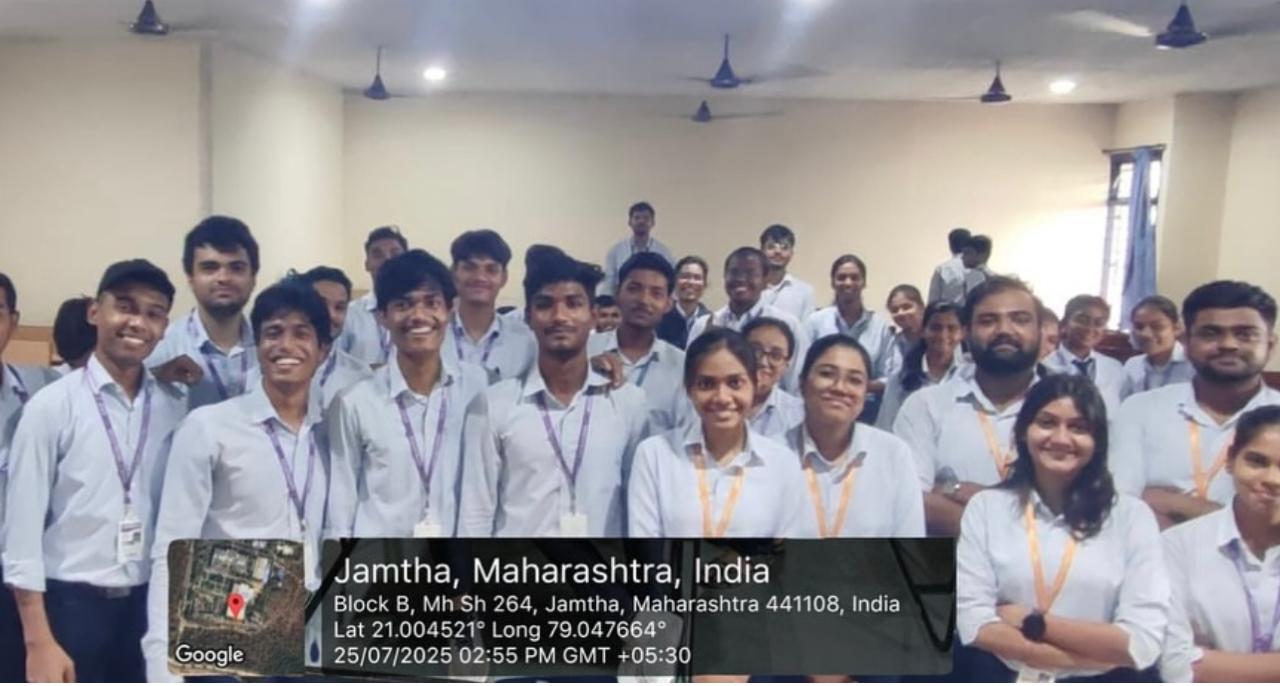 Jamtha, Maharashtra, India
Block B, Mh Sh 264, Jamtha, Maharashtra 441108, India
Lat 21.004521° Long 79.047664°
25/07/2025 02:55 PM GMT +05:30
Google